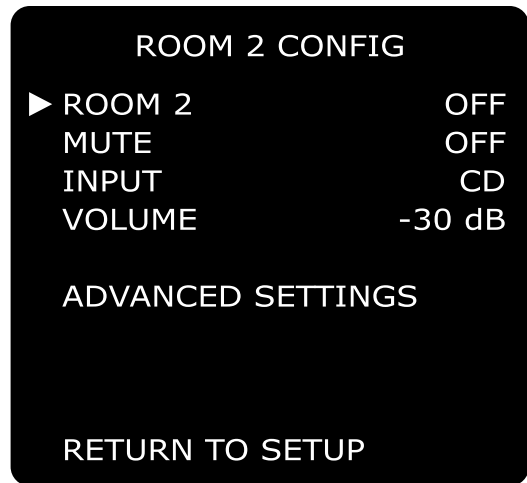 ROOM 2 CONFIG
ROOM 2 OFF
MUTE OFF
INPUT CD
VOLUME -30 dB
ADVANCED SETTINGS
RETURN TO SETUP